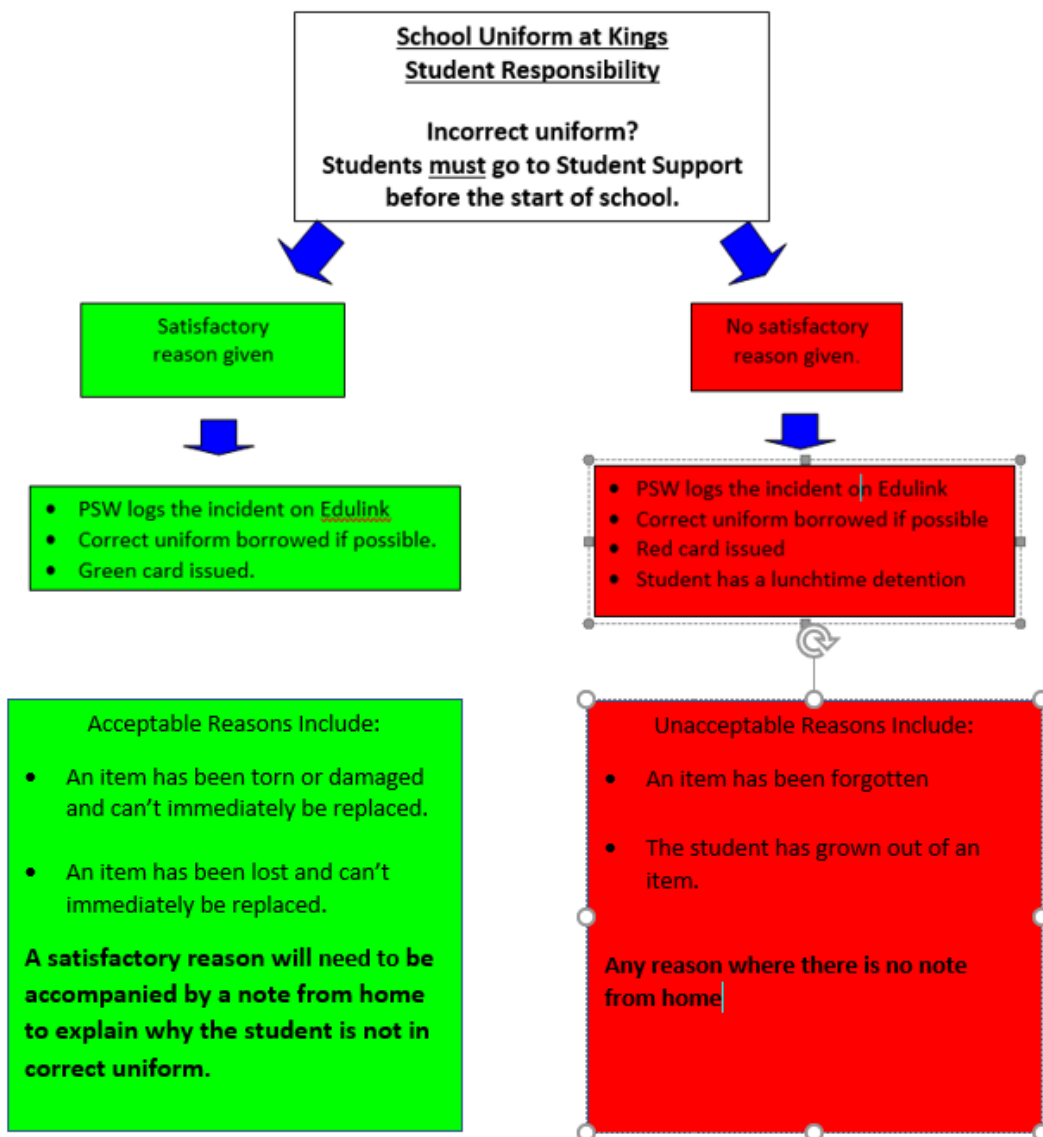 School Uniform at Kings
Student Responsibility
Incorrect uniform?
Students must go to Student Support
before the start of school.
Satisfactory
reason given
No satisfactory
reason given.
• PSW logs the incident on Edulink
• Correct uniform borrowed if possible.
• Green card issued.
• PSW logs the incident on Edulink
• Correct uniform borrowed if possible
• Red card issued
• Student has a lunchtime detention
Acceptable Reasons Include:
• An item has been torn or damaged
and can’t immediately be replaced.
• An item has been lost and can’t
immediately be replaced.
A satisfactory reason will need to be
accompanied by a note from home
to explain why the student is not in
correct uniform.
Unacceptable Reasons Include:
• An item has been forgotten
• The student has grown out of an
item.
Any reason where there is no note
from home